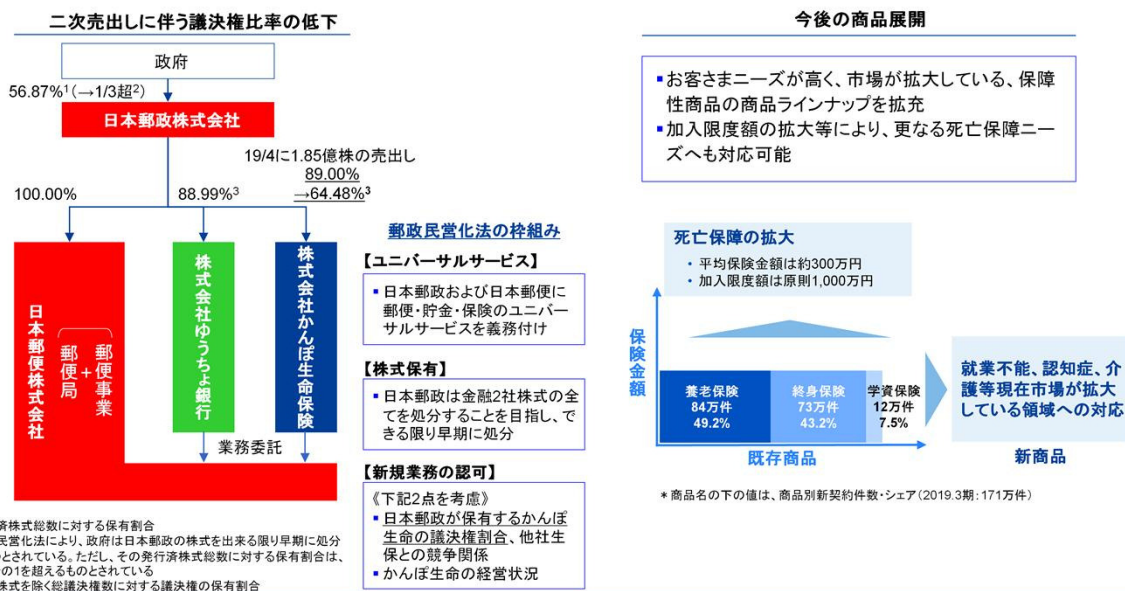 二次売出しに伴う議決権比率の低下
政府
56.87%¹(→1/3超²)
日本郵政株式会社
19/4に1.85億株の売出し
89.00%
→64.48%³
100.00%
88.99%³
日本郵便株式会社
郵便局
+
郵便事業
株式会社ゆうちょ銀行
株式会社かんぽ生命保険
業務委託
郵政民営化法の枠組み
【ユニバーサルサービス】
▪日本郵政および日本郵便に
郵便・貯金・保険のユニバー
サルサービスを義務付け
【株式保有】
▪日本郵政は金融2社株式の全
てを処分することを目指し、で
きる限り早期に処分
【新規業務の認可】
《下記2点を考慮》
▪日本郵政が保有するかんぽ
生命の議決権割合、他社生
保との競争関係
▪かんぽ生命の経営状況
済株式総数に対する保有割合
民営化法により、政府は日本郵政の株式を出来る限り早期に処分
とされている。ただし、その発行済株式総数に対する保有割合は、
の1を超えるものとされている
株式を除く総議決権数に対する議決権の保有割合
今後の商品展開
▪お客さまニーズが高く、市場が拡大している、保障
性商品の商品ラインナップを拡充
▪加入限度額の拡大等により、更なる死亡保障ニー
ズへも対応可能
死亡保障の拡大
・平均保険金額は約300万円
・加入限度額は原則1,000万円
保険金額
養老保険
84万件
49.2%
終身保険
73万件
43.2%
学資保険
12万件
7.5%
既存商品
就業不能、認知症、介
護等現在市場が拡大
している領域への対応
新商品
*商品名の下の値は、商品別新契約件数・シェア(2019.3期:171万件)